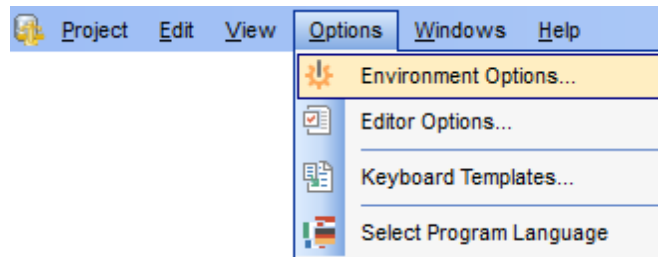 Project Edit View Options Windows Help
Environment Options...
Editor Options...
Keyboard Templates...
Select Program Language